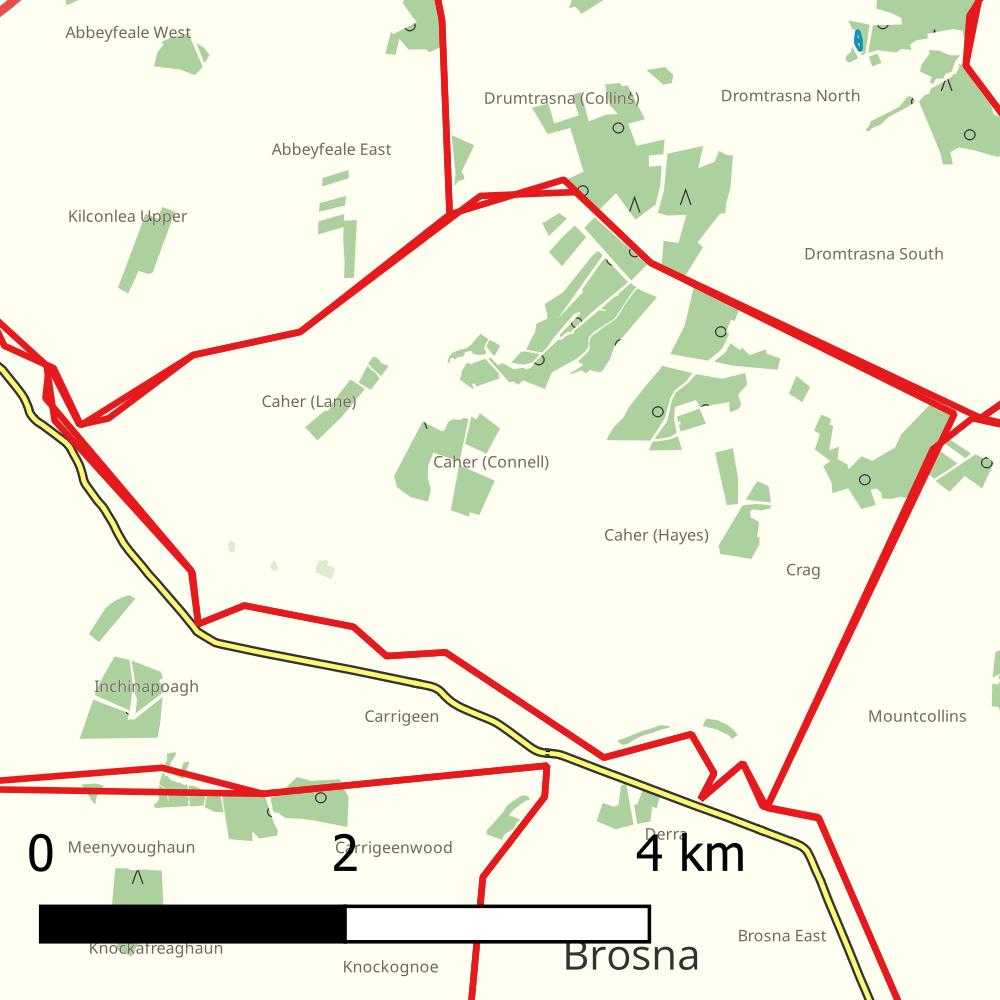 Abbeyfeale West
Drumtrasna (Collins)
Dromtrasna North
Abbeyfeale East
Kilconlea Upper
Dromtrasna South
Caher (Lane)
Caher (Connell)
Caher (Hayes)
Crag
Inchinapoagh
Carrigeen
Mountcollins
Derra
Meenyvoughaun
Carrigeenwood
0 2 4 km
Knockafreaghaun
Brosna East
Brosna
Knockognoe